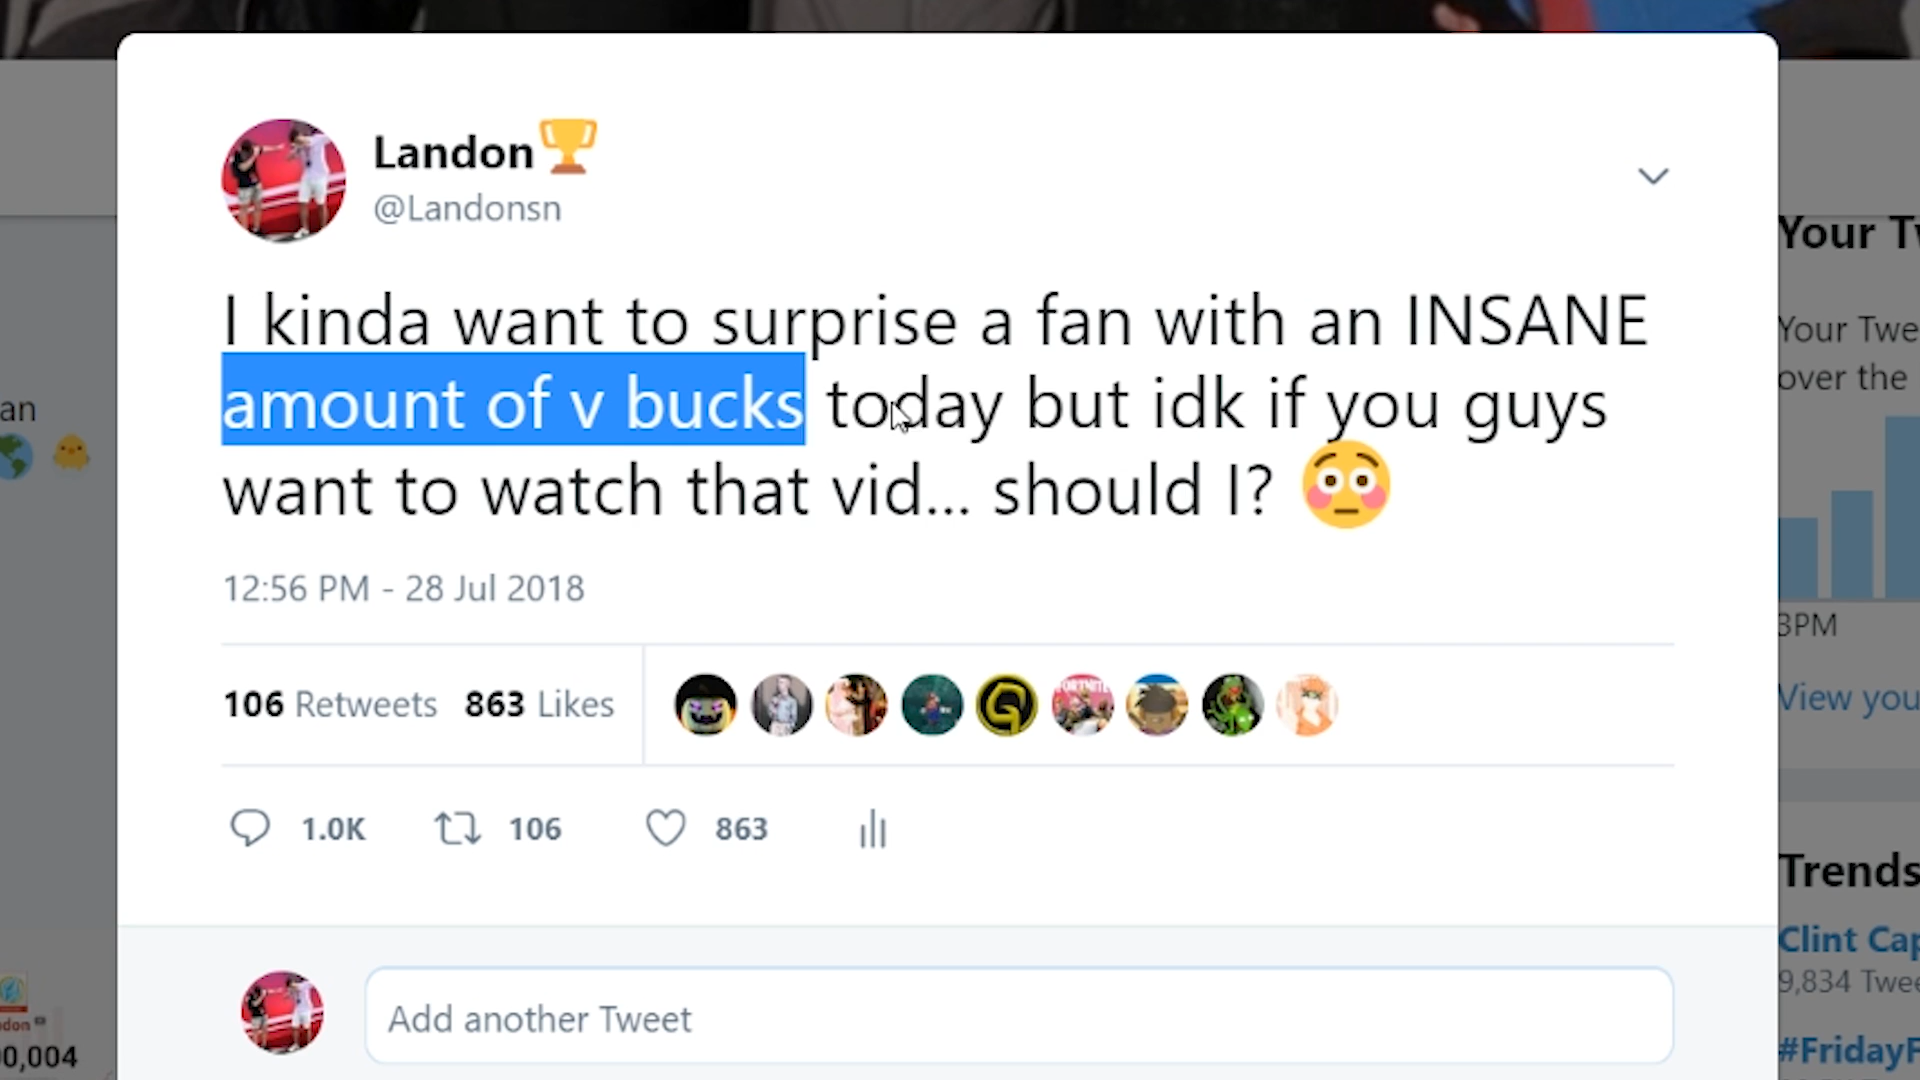 Landon
@Landonsn
I kinda want to surprise a fan with an INSANE
amount of v bucks today but idk if you guys
want to watch that vid... should I?
12:56 PM - 28 Jul 2018
106 Retweets 863 Likes
FORTNITE
1.0K 106 863
Add another Tweet
an
00,004
Your Tw
Your Twe
over the
3PM
View you
Trends
Clint Cap
9,834 Twee
#FridayF